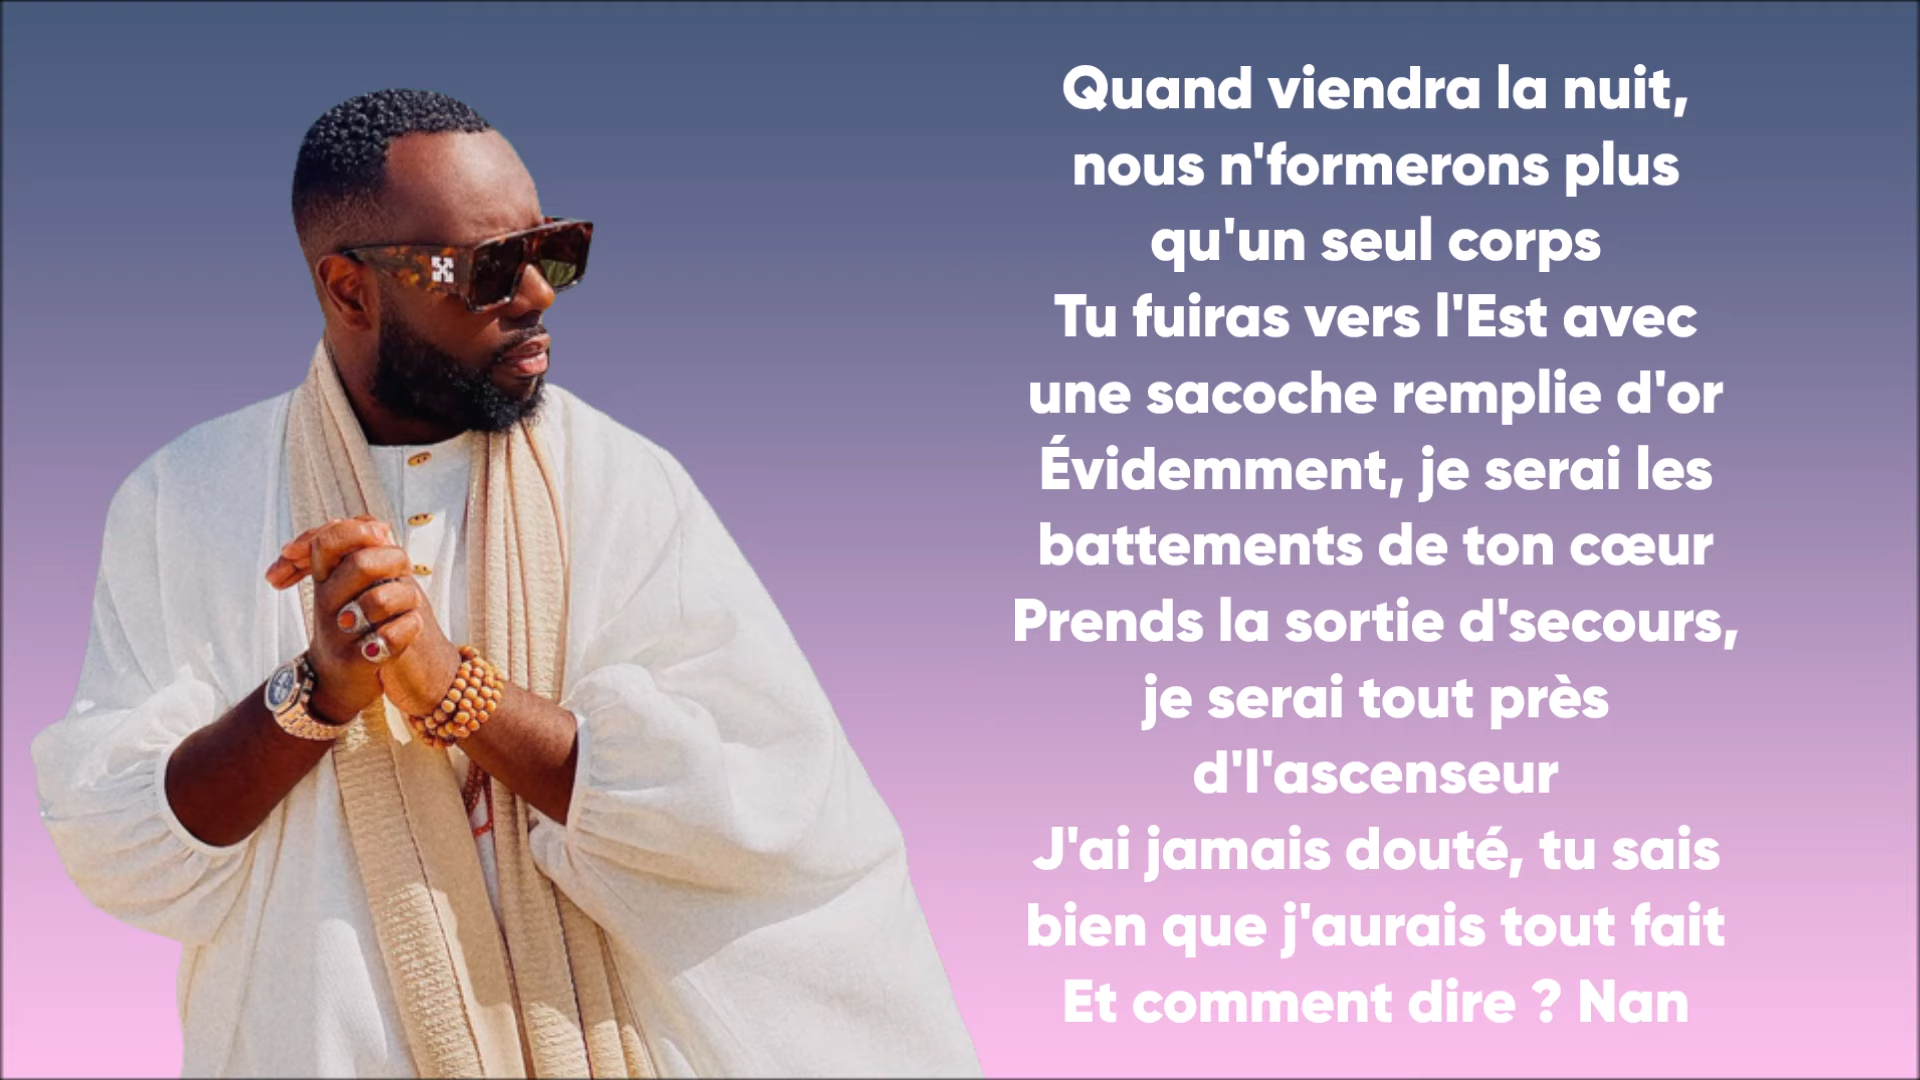 Quand viendra la nuit,
nous n'formerons plus
qu'un seul corps
Tu fuiras vers l'Est avec
une sacoche remplie d'or
Évidemment, je serai les
battements de ton cœur
Prends la sortie d'secours,
je serai tout près
d'l'ascenseur
J'ai jamais douté, tu sais
bien que j'aurais tout fait
Et comment dire ? Nan